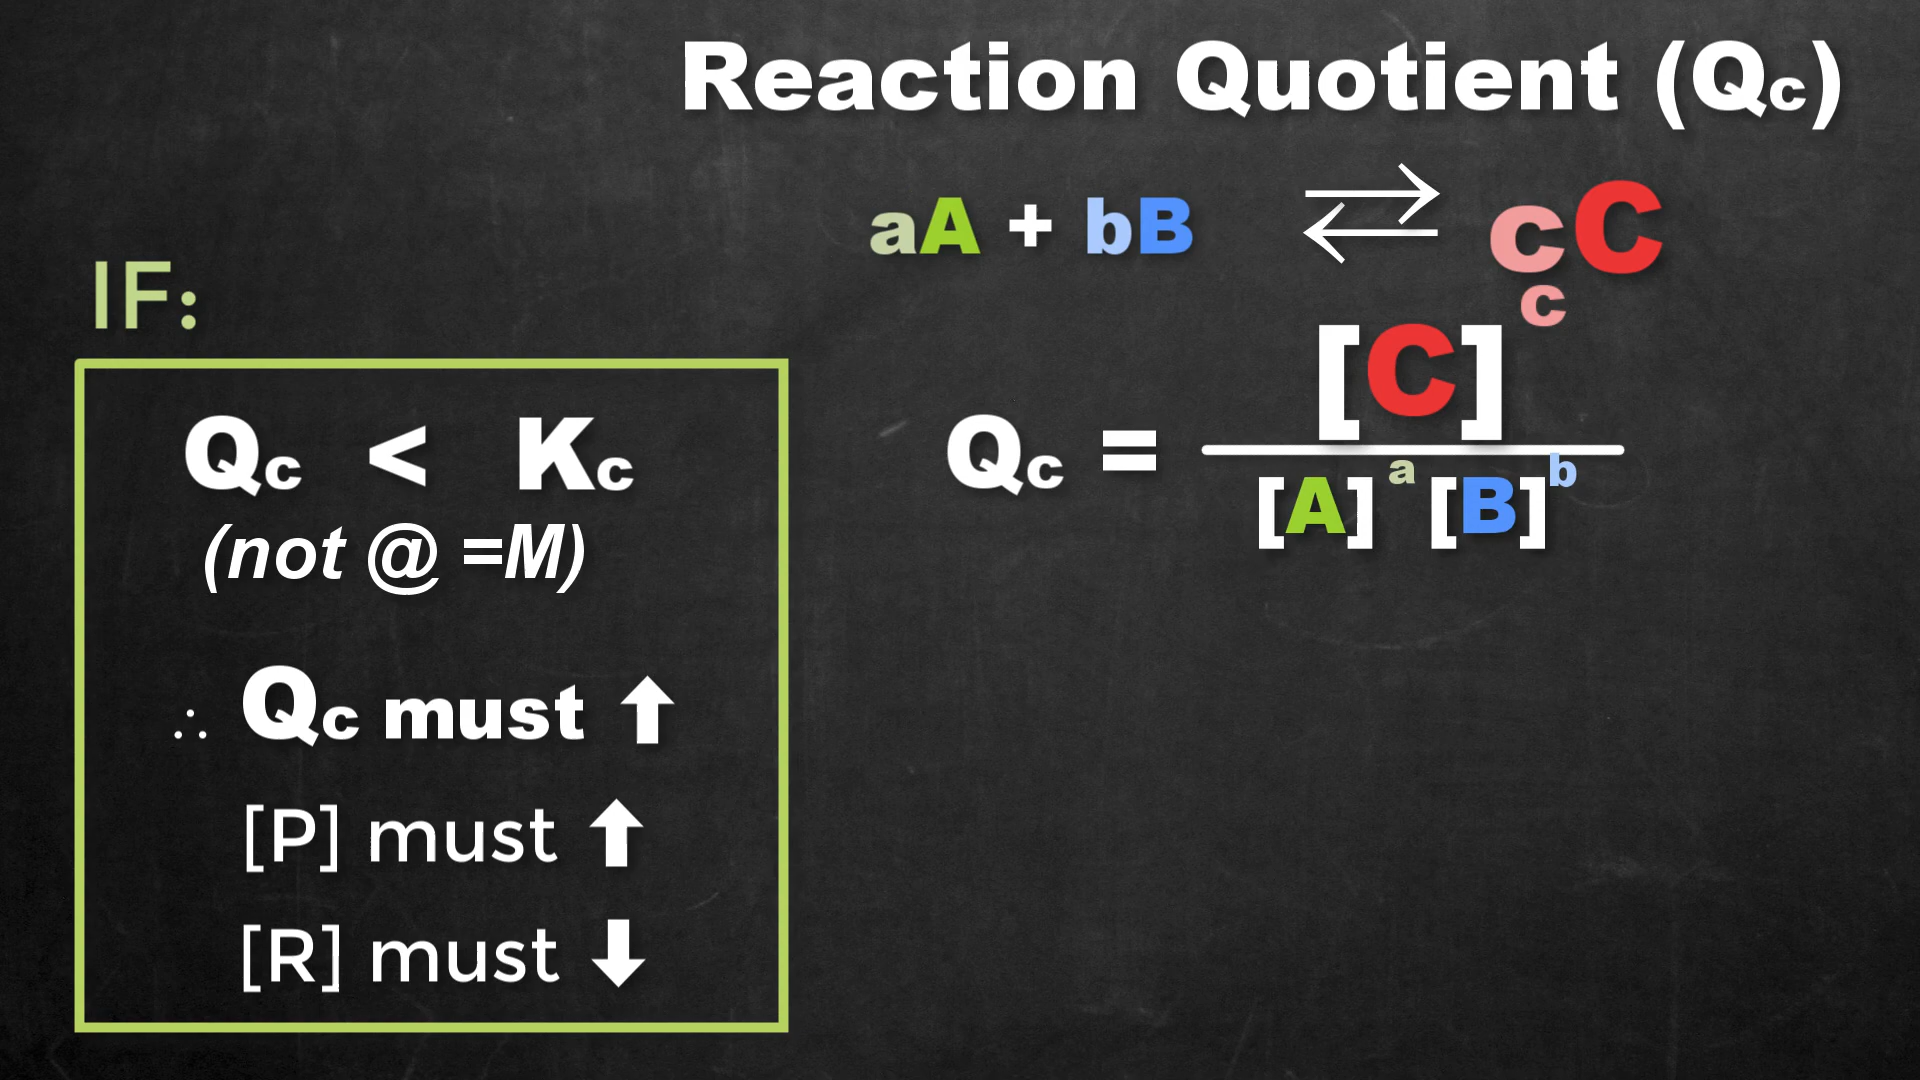 Reaction Quotient (Qc)
aA + bB ⇄ cC
IF:
Qc = [C]ᶜ / [A]ᵃ [B]ᵇ
Qc < Kc
(not @ =M)
∴ Qc must ⬆
[P] must ⬆
[R] must ⬇